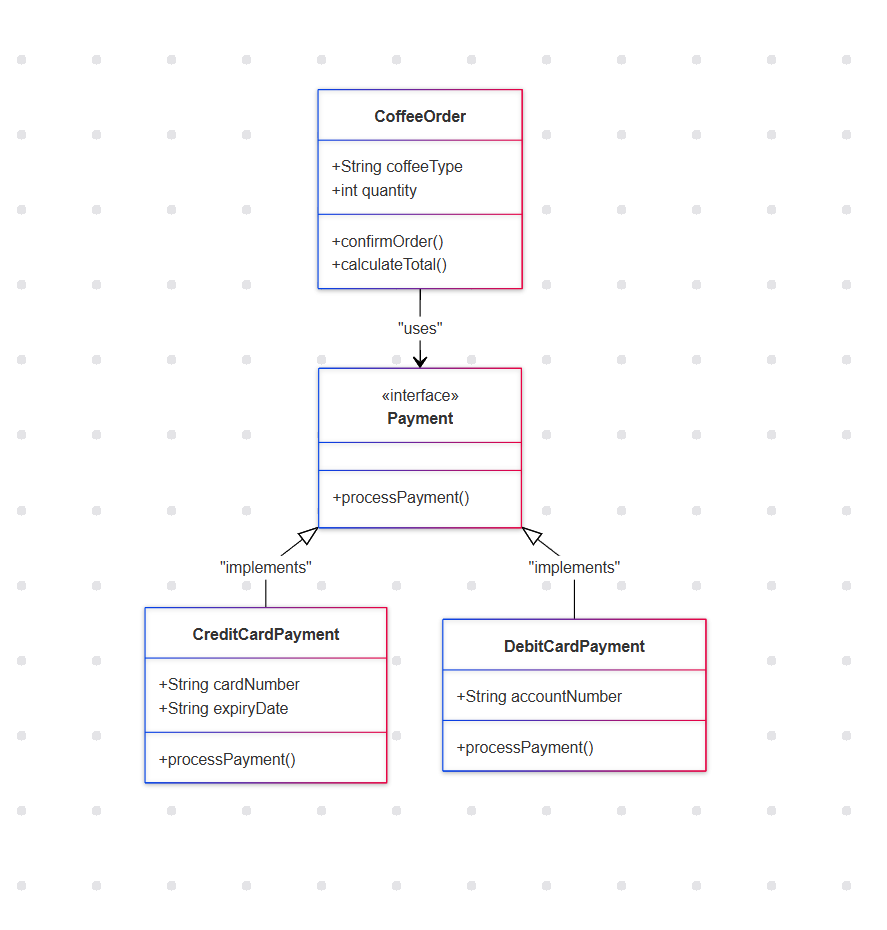 CoffeeOrder
+String coffeeType
+int quantity
+confirmOrder()
+calculateTotal()
"uses"
«interface»
Payment
+processPayment()
"implements"
"implements"
CreditCardPayment
+String cardNumber
+String expiryDate
+processPayment()
DebitCardPayment
+String accountNumber
+processPayment()